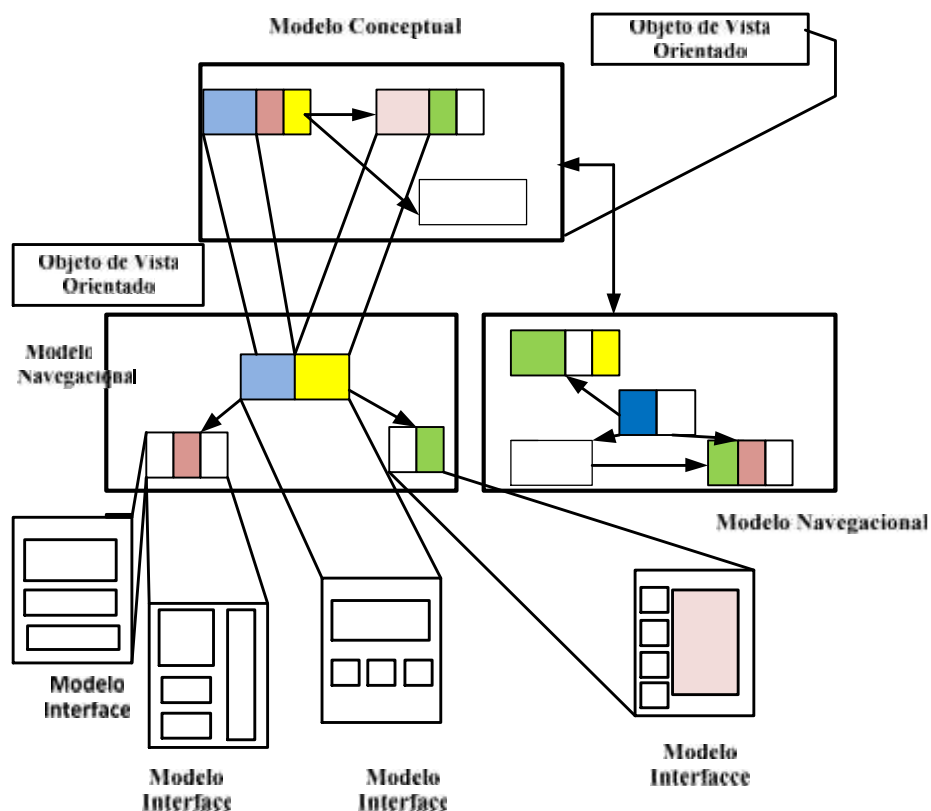 Modelo Conceptual
Objeto de Vista
Orientado
Objeto de Vista
Orientado
Modelo
Navegacional
Modelo Navegacional
Modelo
Interface
Modelo
Interface
Modelo
Interface
Modelo
Interfacce